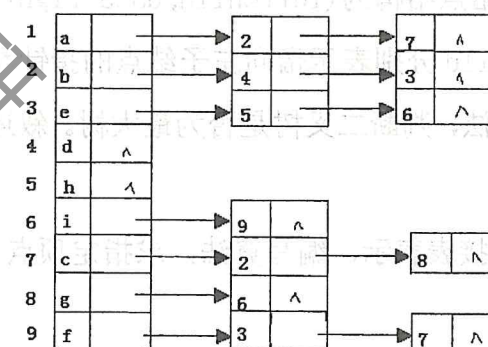 1 a 2 7 ∧
2 b 4 3 ∧
3 e 5 6 ∧
4 d ∧
5 h ∧
6 i 9 ∧
7 c 2 8 ∧
8 g 6 ∧
9 f 3 7 ∧